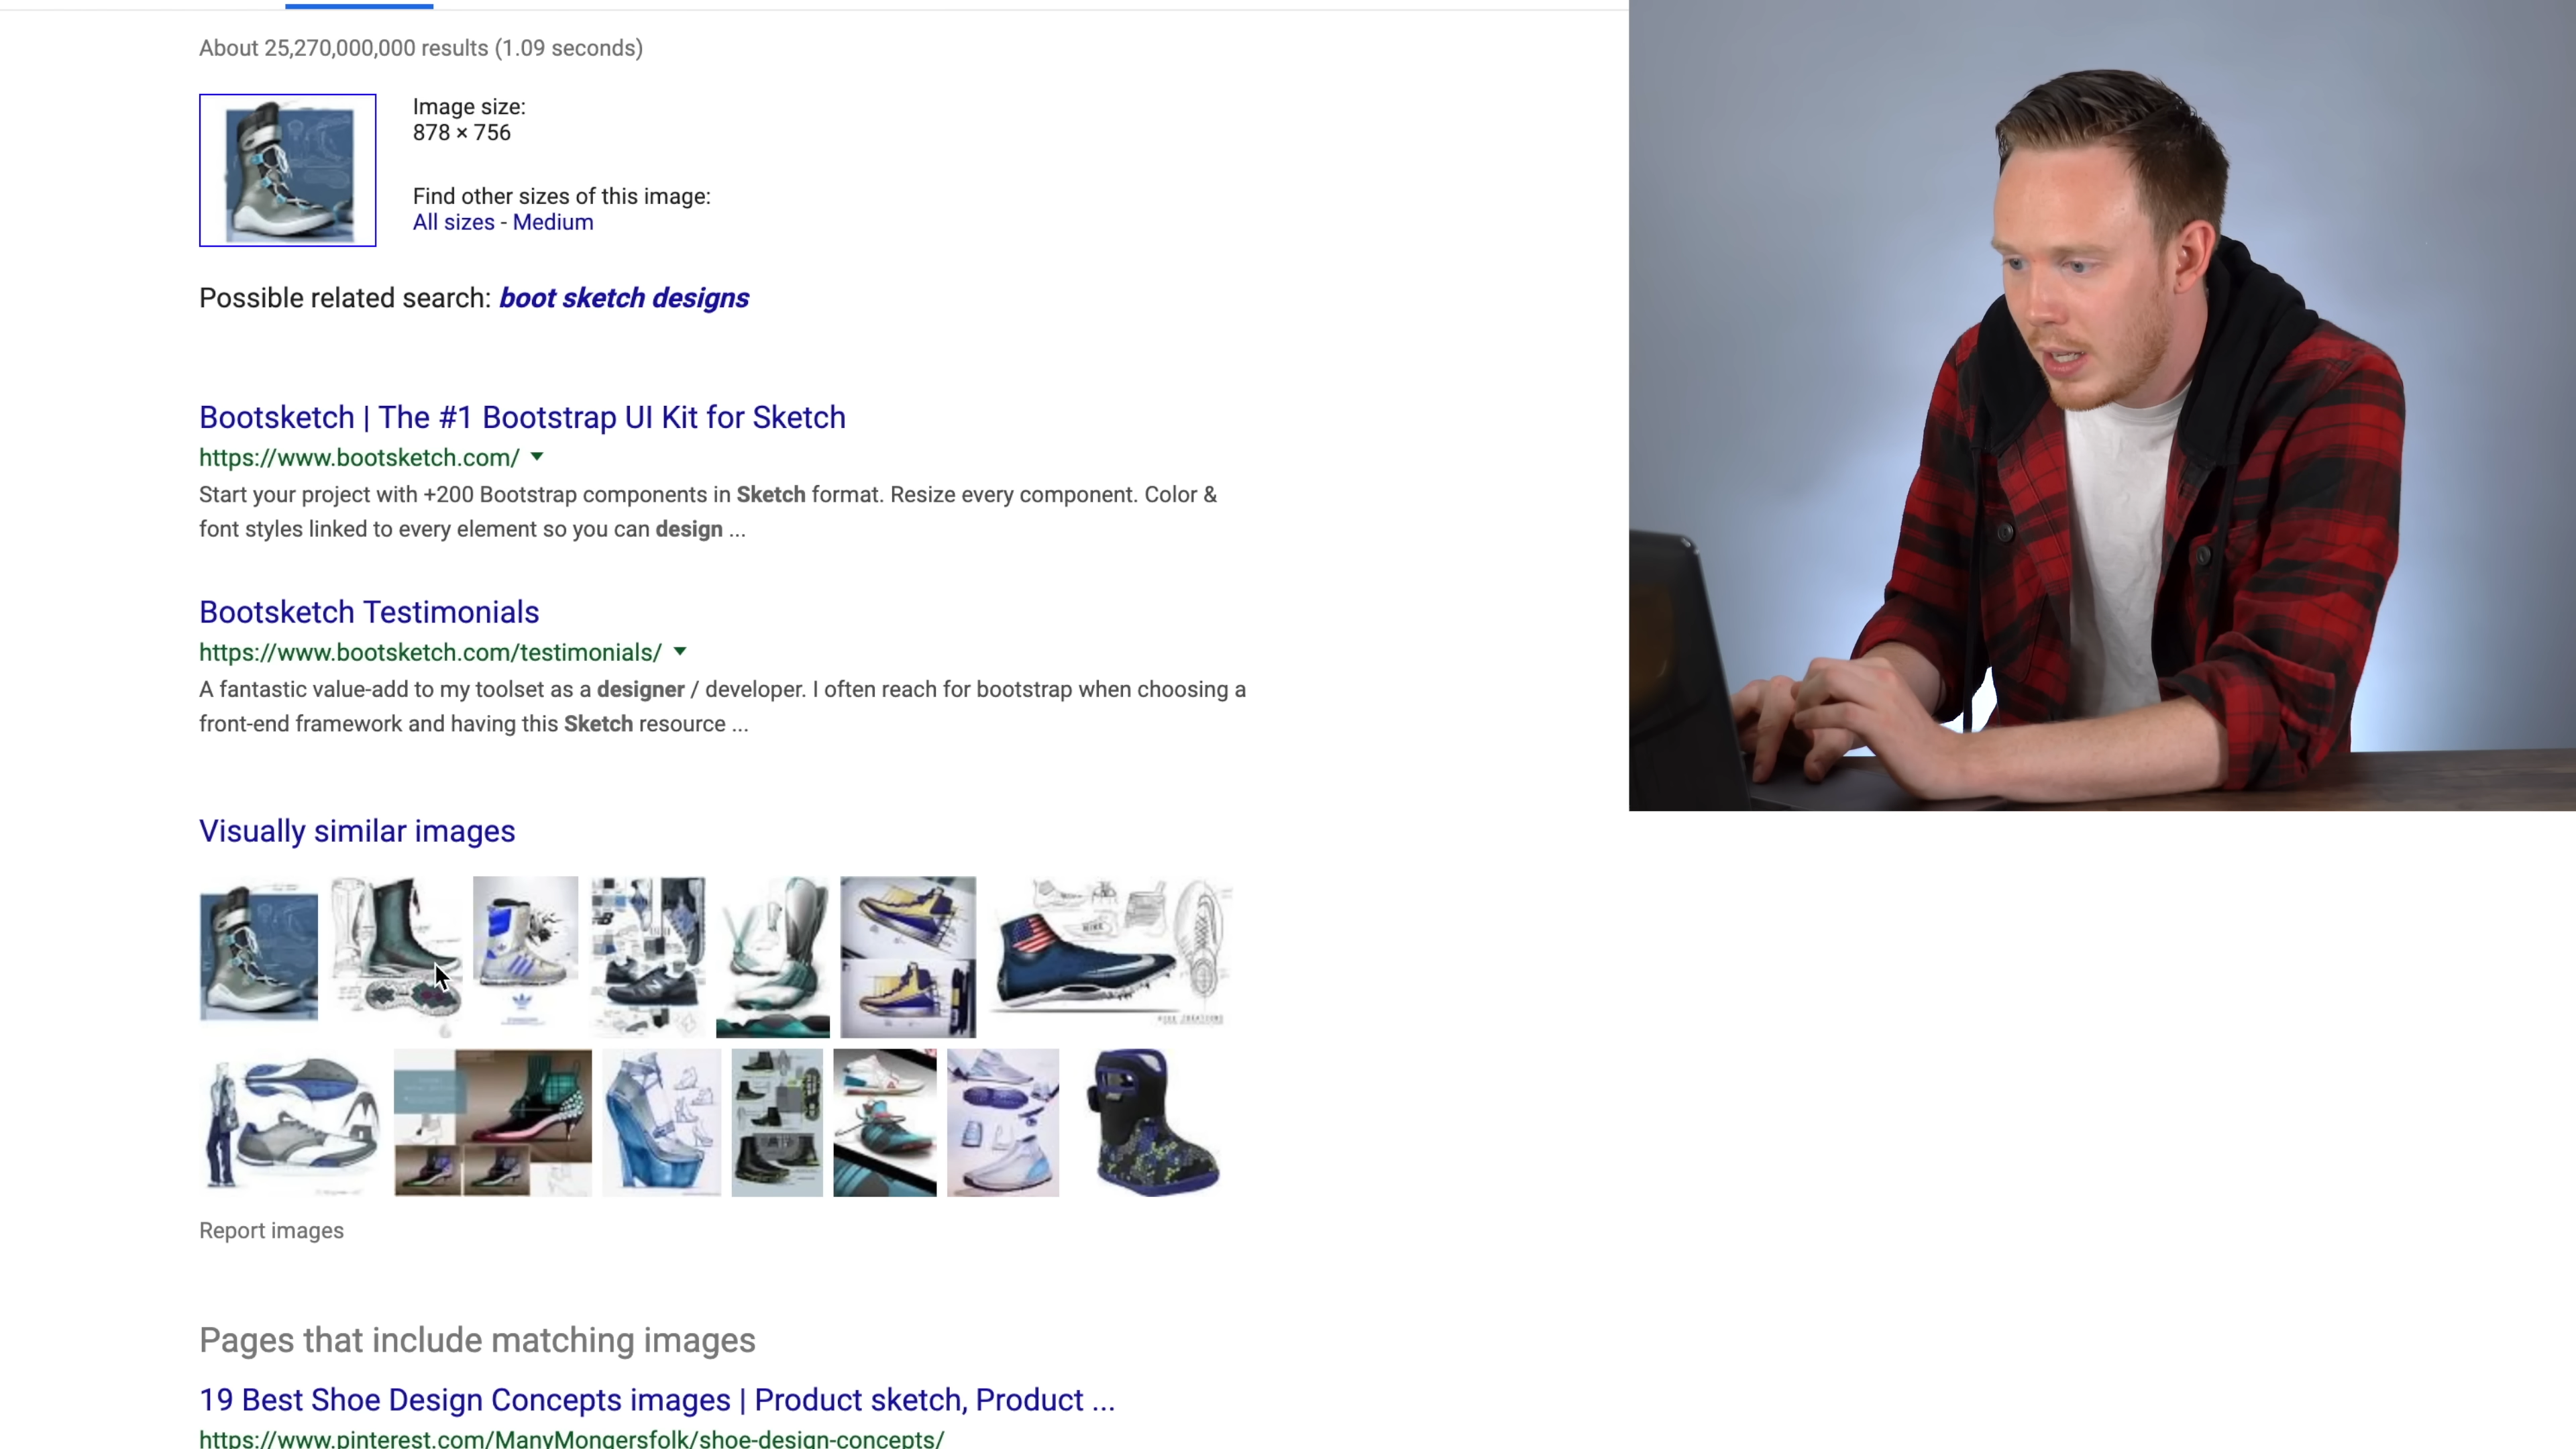 About 25,270,000,000 results (1.09 seconds)
Image size:
878 × 756
Find other sizes of this image:
All sizes - Medium
Possible related search: boot sketch designs
Bootsketch | The #1 Bootstrap UI Kit for Sketch
https://www.bootsketch.com/
Start your project with +200 Bootstrap components in Sketch format. Resize every component. Color &
font styles linked to every element so you can design ...
Bootsketch Testimonials
https://www.bootsketch.com/testimonials/
A fantastic value-add to my toolset as a designer / developer. I often reach for bootstrap when choosing a
front-end framework and having this Sketch resource ...
Visually similar images
Report images
Pages that include matching images
19 Best Shoe Design Concepts images | Product sketch, Product ...
https://www.pinterest.com/ManyMongersfolk/shoe-design-concepts/